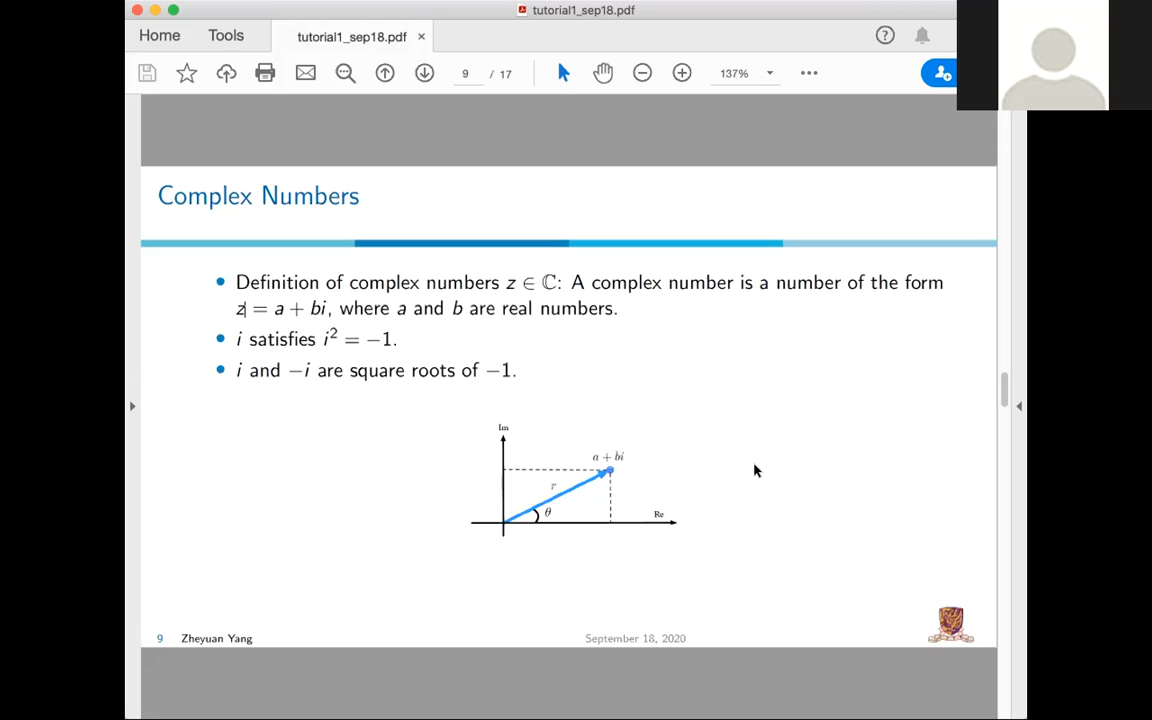 tutorial1_sep18.pdf
Home Tools tutorial1_sep18.pdf ×
9 / 17 137%
Complex Numbers
• Definition of complex numbers z ∈ ℂ: A complex number is a number of the form
z = a + bi, where a and b are real numbers.
• i satisfies i² = −1.
• i and −i are square roots of −1.
Im
a + bi
r
θ
Re
9 Zheyuan Yang September 18, 2020